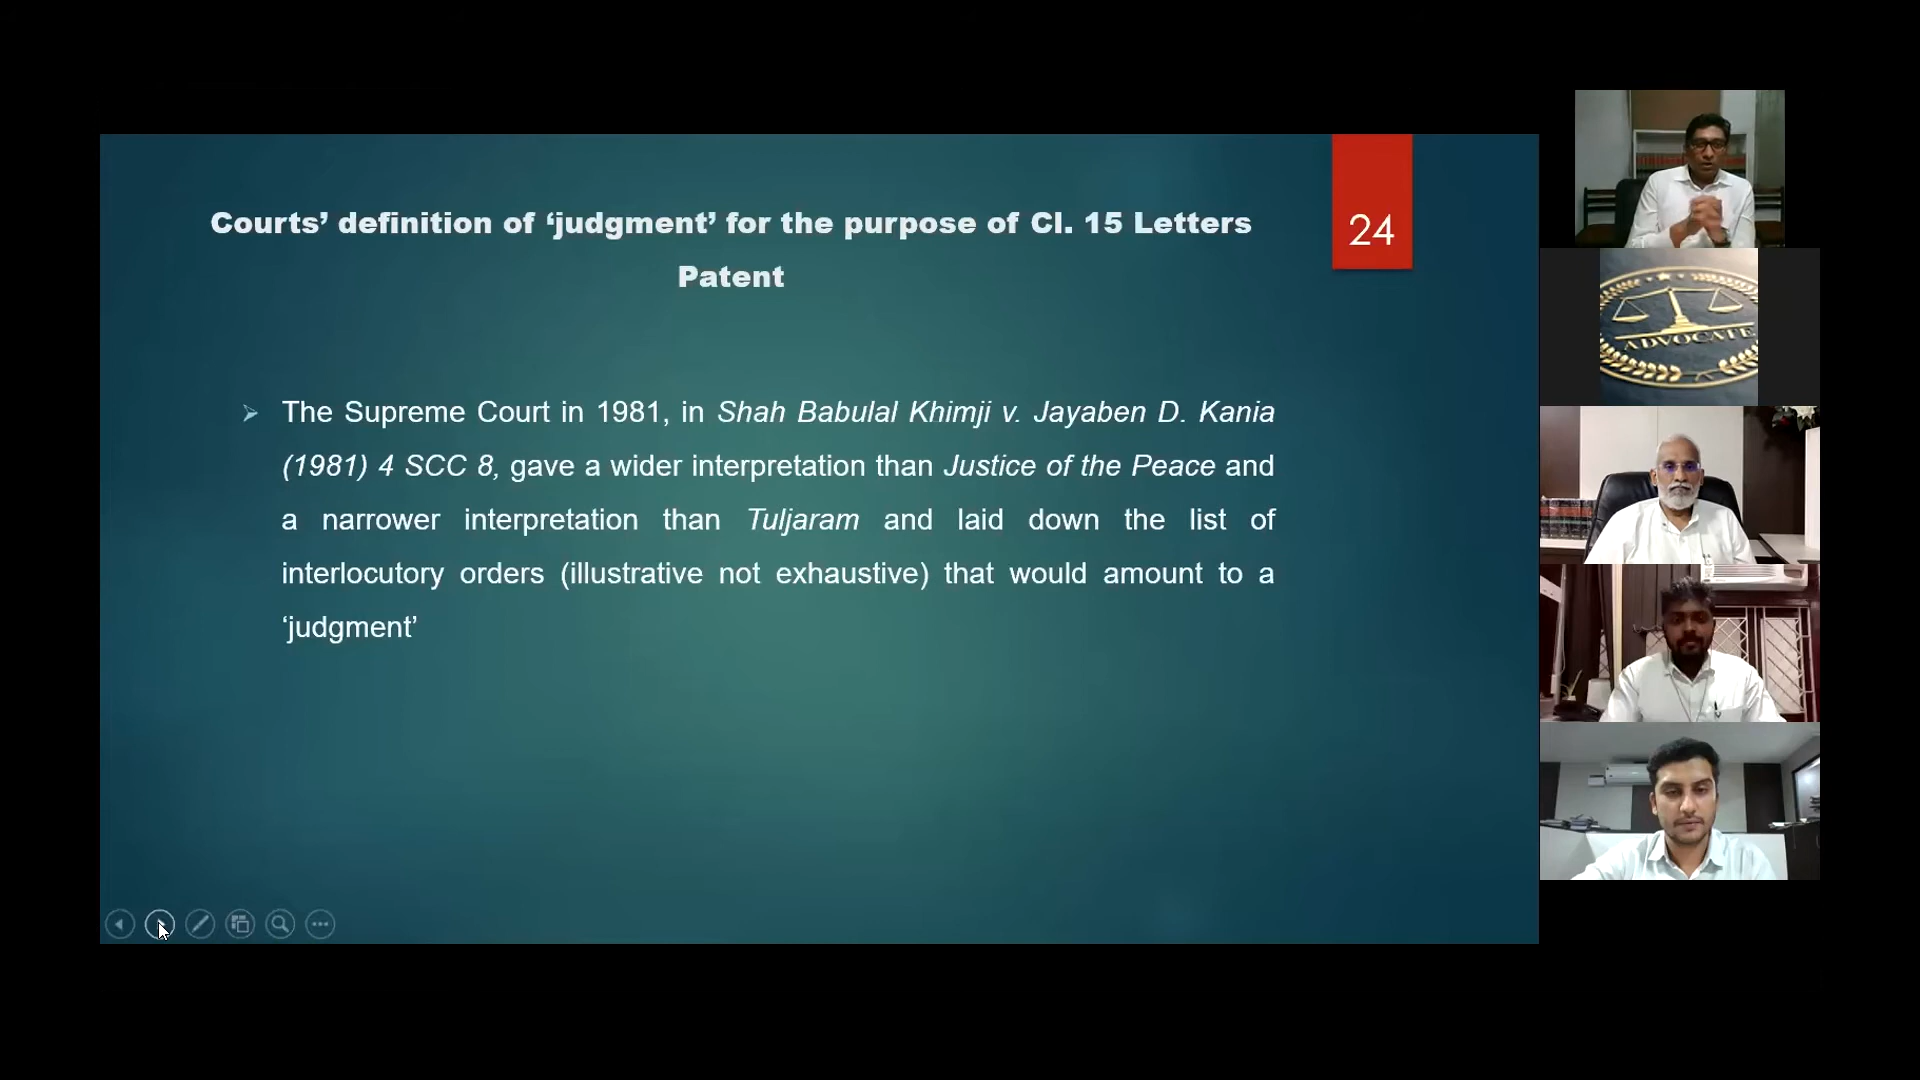 24
Courts’ definition of ‘judgment’ for the purpose of Cl. 15 Letters
Patent
The Supreme Court in 1981, in Shah Babulal Khimji v. Jayaben D. Kania
(1981) 4 SCC 8, gave a wider interpretation than Justice of the Peace and
a narrower interpretation than Tuljaram and laid down the list of
interlocutory orders (illustrative not exhaustive) that would amount to a
‘judgment’
ADVOCATE